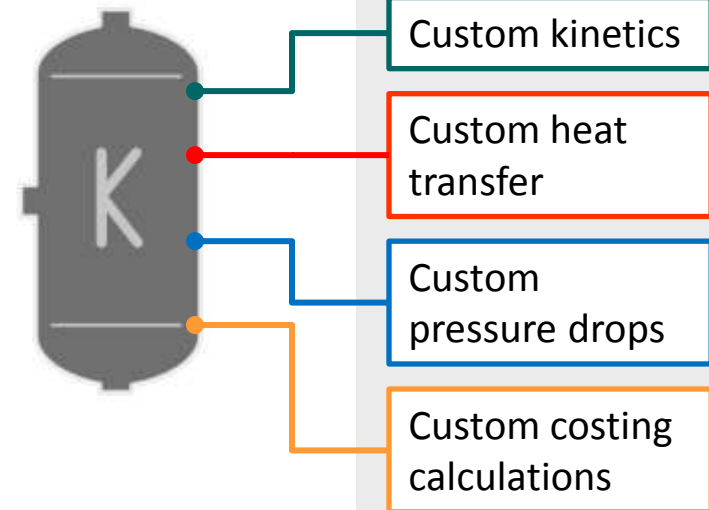 Custom kinetics
K
Custom heat
transfer
Custom
pressure drops
Custom costing
calculations